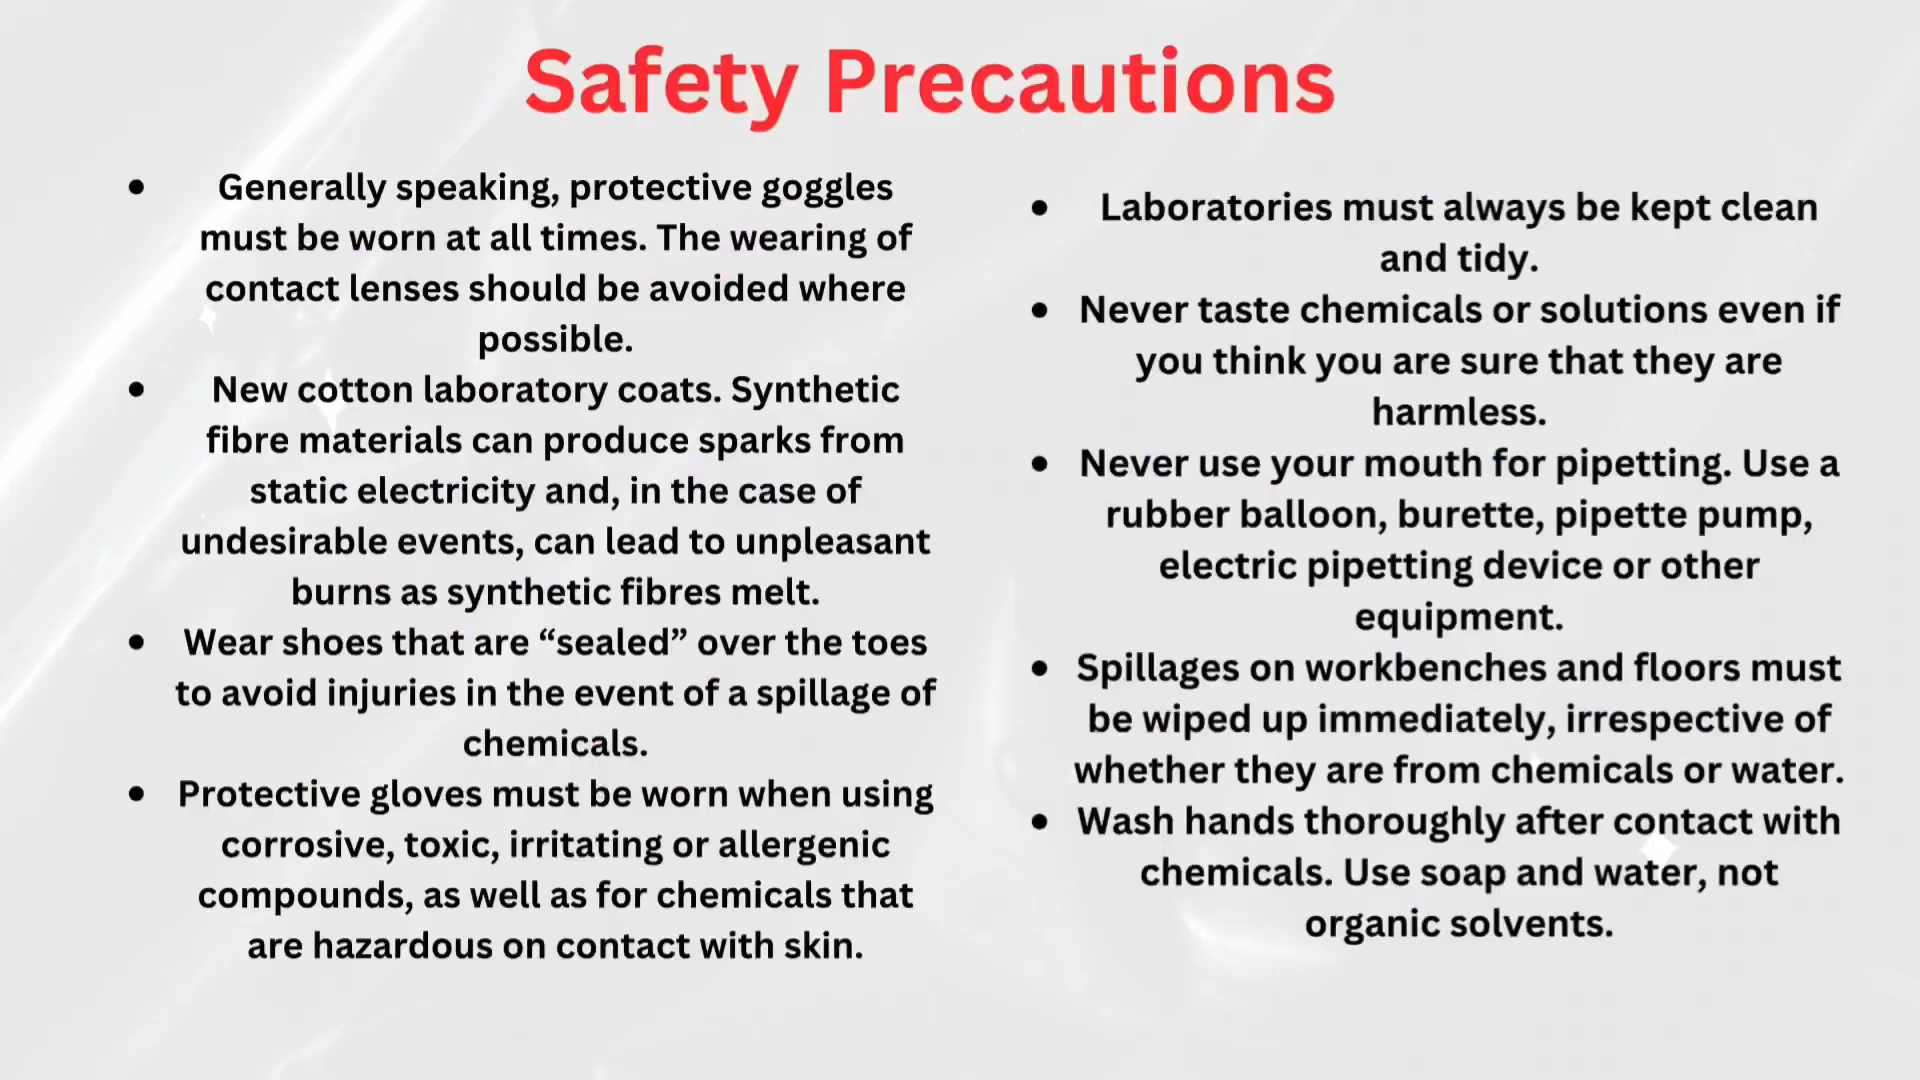 Safety Precautions
• Generally speaking, protective goggles
must be worn at all times. The wearing of
contact lenses should be avoided where
possible.
• New cotton laboratory coats. Synthetic
fibre materials can produce sparks from
static electricity and, in the case of
undesirable events, can lead to unpleasant
burns as synthetic fibres melt.
• Wear shoes that are “sealed” over the toes
to avoid injuries in the event of a spillage of
chemicals.
• Protective gloves must be worn when using
corrosive, toxic, irritating or allergenic
compounds, as well as for chemicals that
are hazardous on contact with skin.
• Laboratories must always be kept clean
and tidy.
• Never taste chemicals or solutions even if
you think you are sure that they are
harmless.
• Never use your mouth for pipetting. Use a
rubber balloon, burette, pipette pump,
electric pipetting device or other
equipment.
• Spillages on workbenches and floors must
be wiped up immediately, irrespective of
whether they are from chemicals or water.
• Wash hands thoroughly after contact with
chemicals. Use soap and water, not
organic solvents.